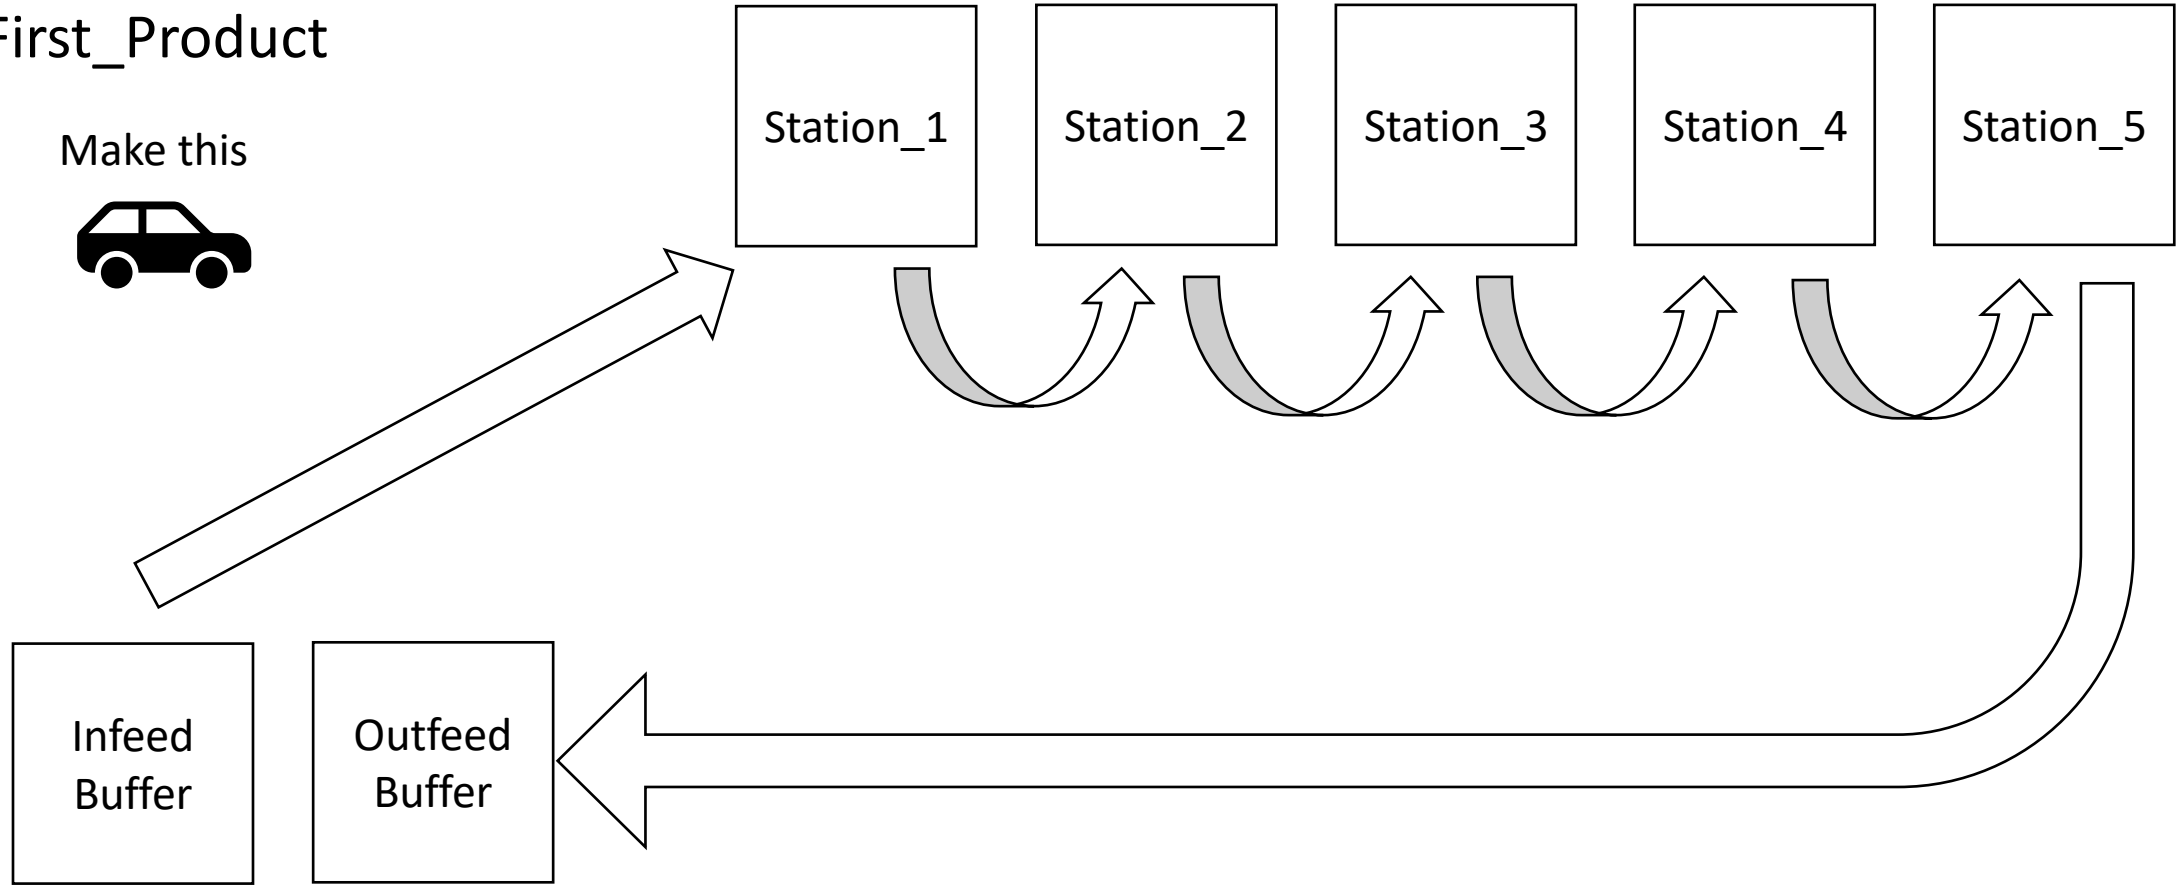 First_Product
Make this
Station_1
Station_2
Station_3
Station_4
Station_5
Infeed
Buffer
Outfeed
Buffer